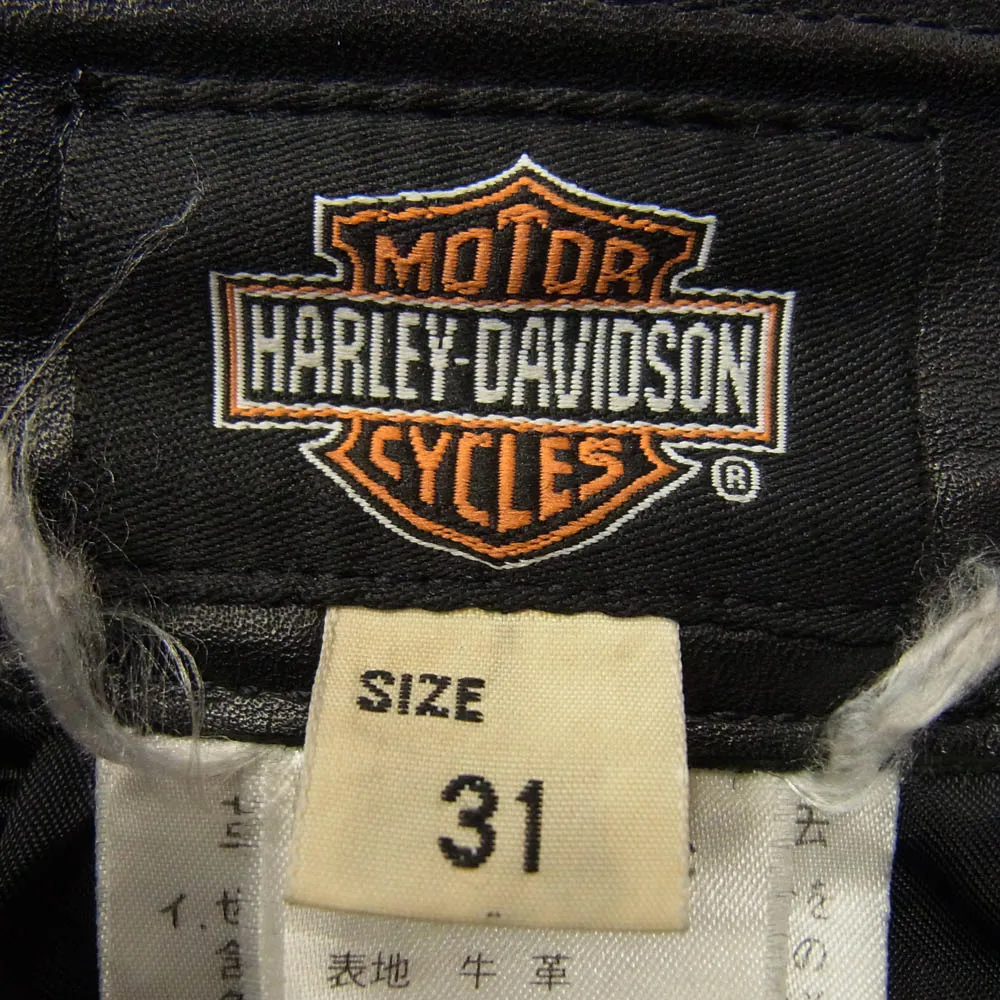 MOTOR
HARLEY-DAVIDSON
CYCLES
®
SIZE
31
表地 牛革